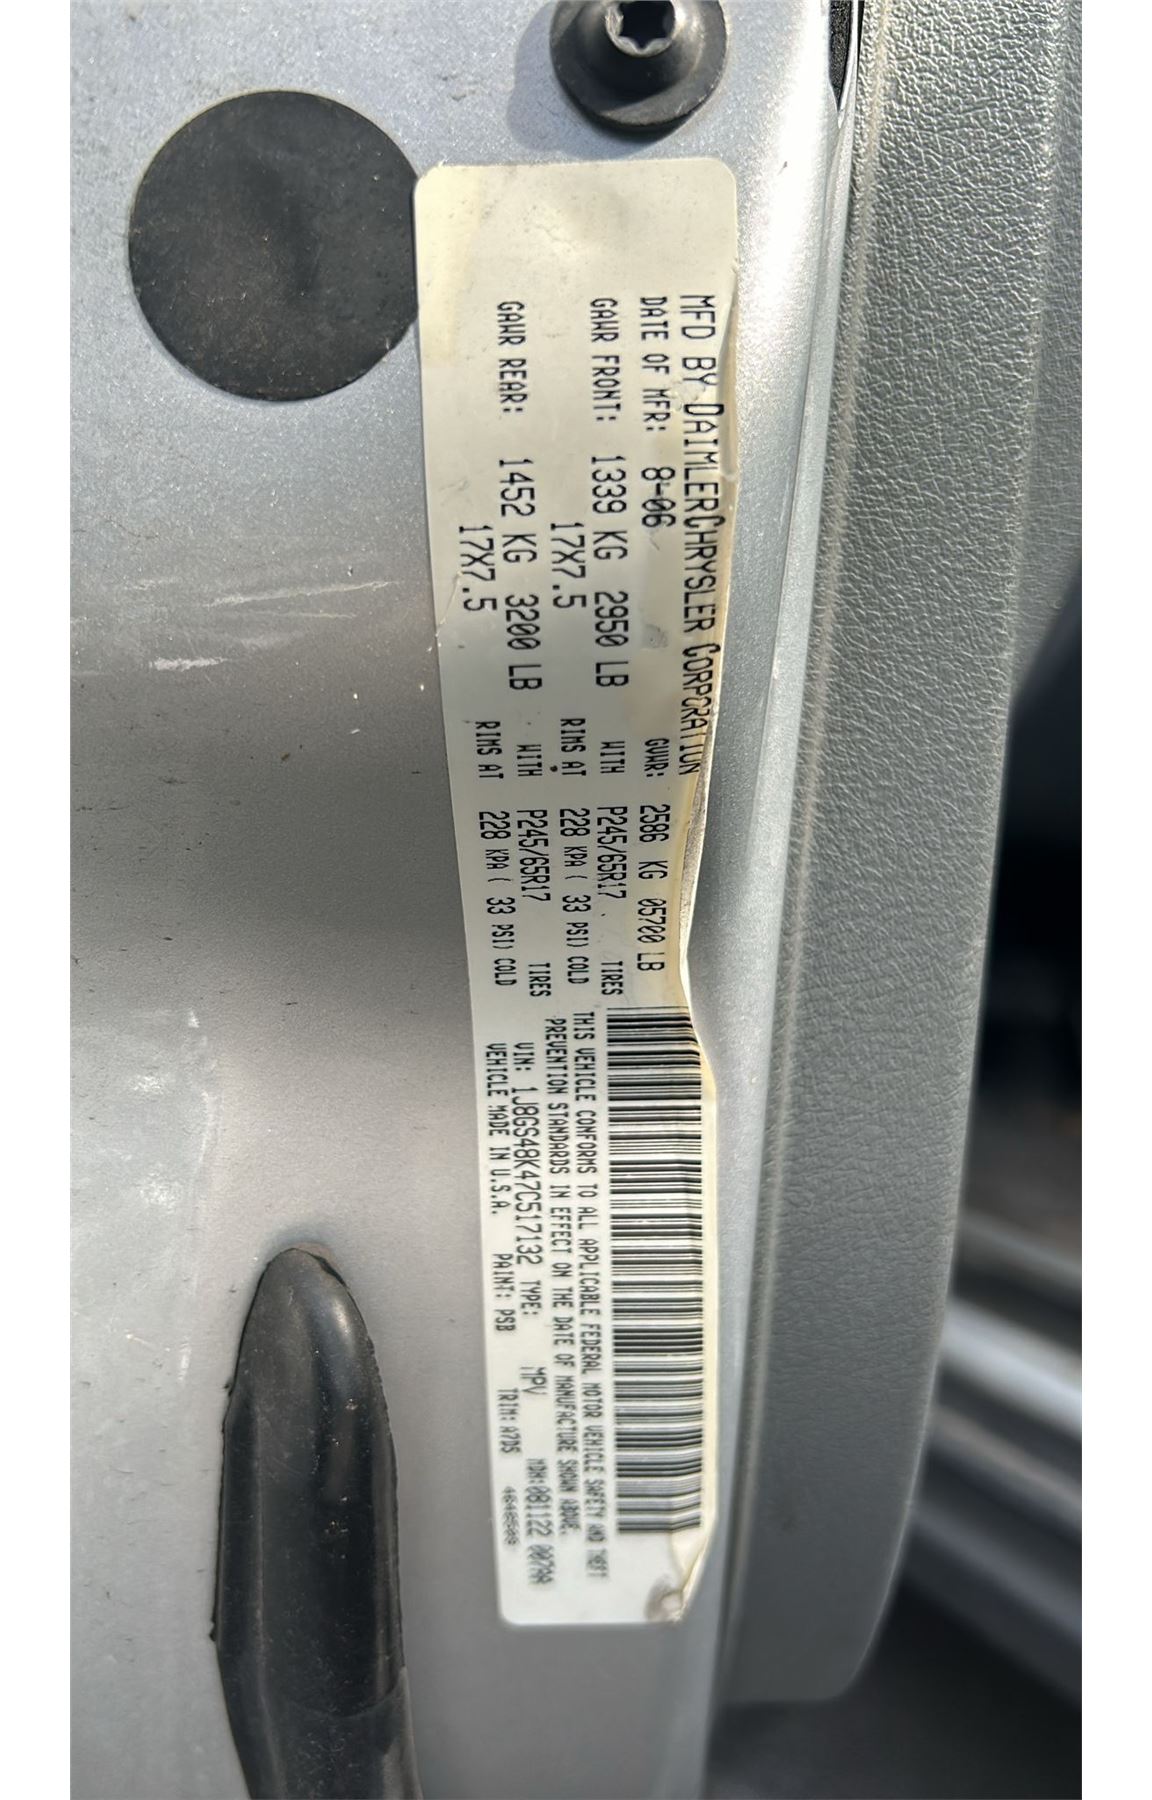 MFD BY DAIMLERCHRYSLER CORPORATION
DATE OF MFR: 8-06 GVWR: 2586 KG 05700 LB
GAWR FRONT: 1339 KG 2950 LB WITH P245/65R17 TIRES
17X7.5 RIMS AT 228 KPA ( 33 PSI) COLD
GAWR REAR: 1452 KG 3200 LB WITH P245/65R17 TIRES
17X7.5 RIMS AT 228 KPA ( 33 PSI) COLD
THIS VEHICLE CONFORMS TO ALL APPLICABLE FEDERAL MOTOR VEHICLE SAFETY AND THEFT
PREVENTION STANDARDS IN EFFECT ON THE DATE OF MANUFACTURE SHOWN ABOVE.
VIN: 1J8GS48K47C517132 TYPE: MPV MDH:081122 007AA
VEHICLE MADE IN U.S.A. PAINT: PSB TRIM:A7DS